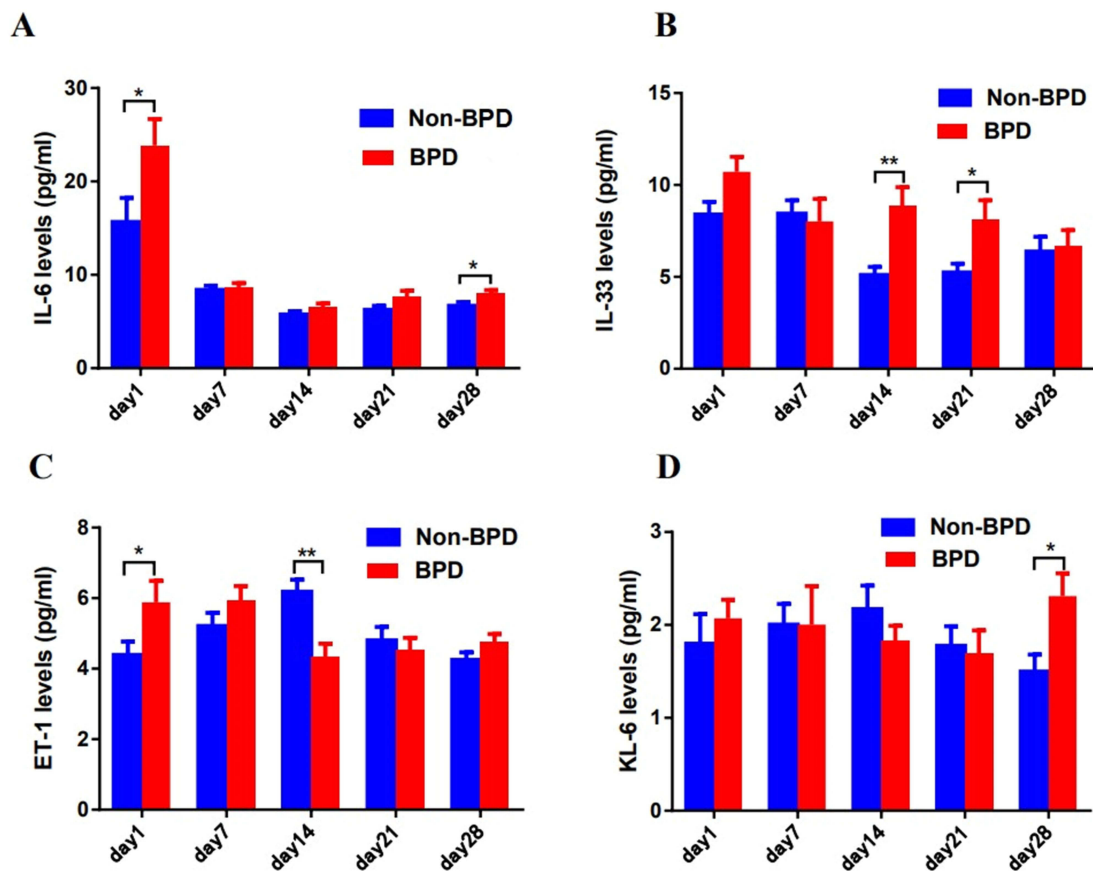 A
IL-6 levels (pg/ml)
30
20
10
0
*
*
Non-BPD
BPD
day1
day7
day14
day21
day28
B
IL-33 levels (pg/ml)
15
10
5
0
**
*
Non-BPD
BPD
day1
day7
day14
day21
day28
C
ET-1 levels (pg/ml)
8
6
4
2
0
*
**
Non-BPD
BPD
day1
day7
day14
day21
day28
D
KL-6 levels (pg/ml)
3
2
1
0
*
Non-BPD
BPD
day1
day7
day14
day21
day28